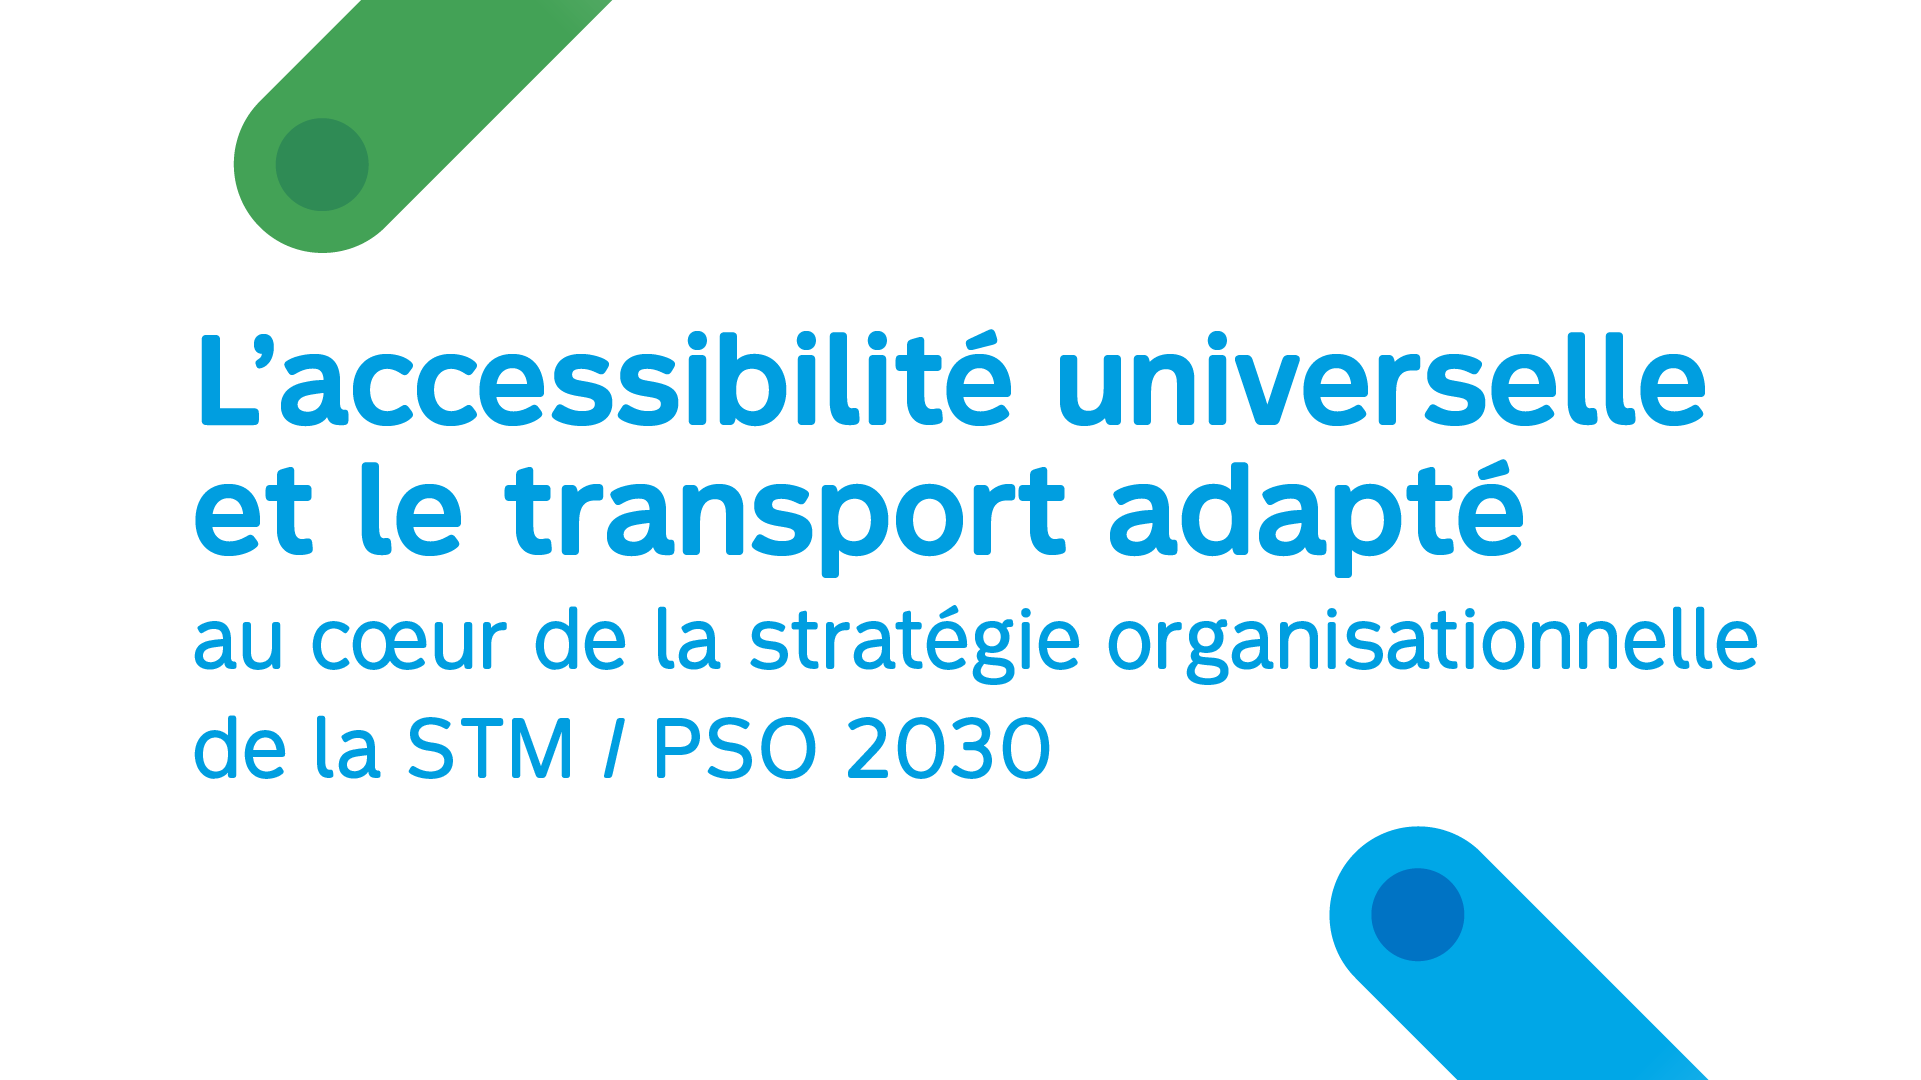 L’accessibilité universelle
et le transport adapté
au cœur de la stratégie organisationnelle
de la STM / PSO 2030